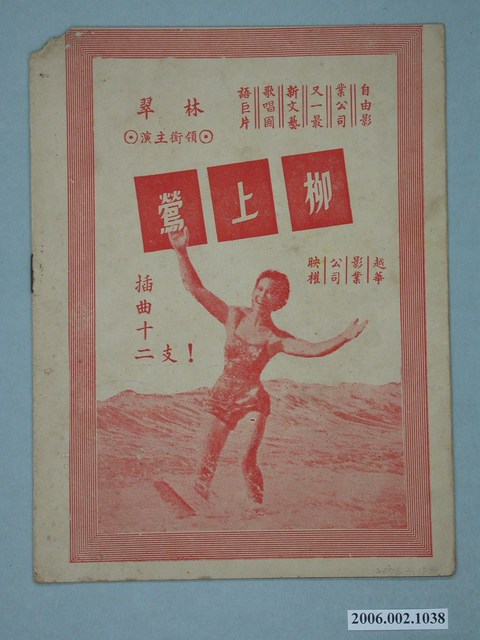 自由影
業公司
又一最
新文藝
歌唱國
語巨片
林翠
⊙領銜主演⊙
柳上鶯
越華
影業
公司
映權
插曲十二支！
2006.002.1038